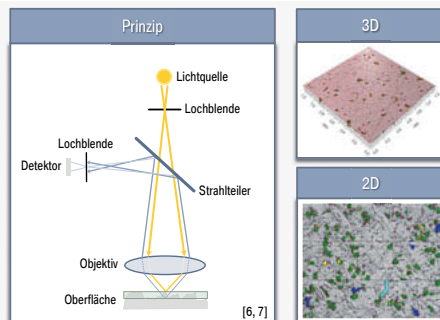 Prinzip
Lichtquelle
Lochblende
Lochblende
Detektor
Strahlteiler
Objektiv
Oberfläche
[6, 7]
3D
2D